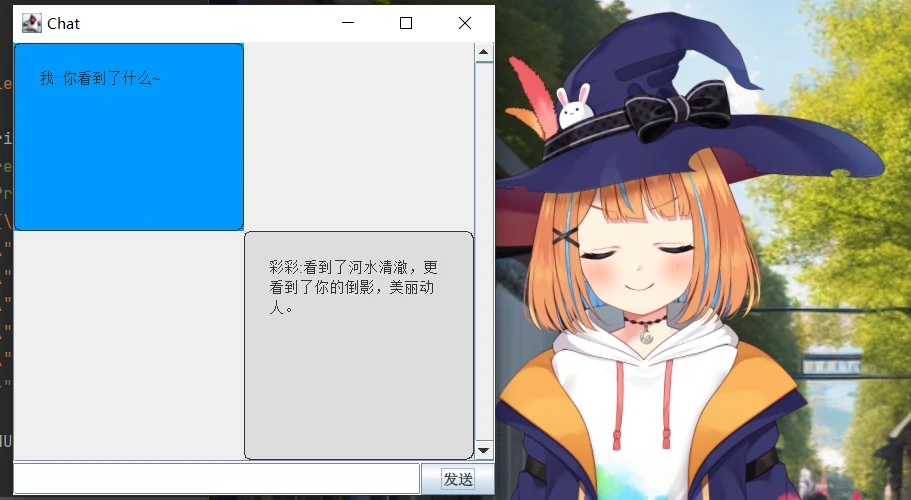 Chat
我: 你看到了什么~
彩彩:看到了河水清澈，更
看到了你的倒影，美丽动
人。
发送